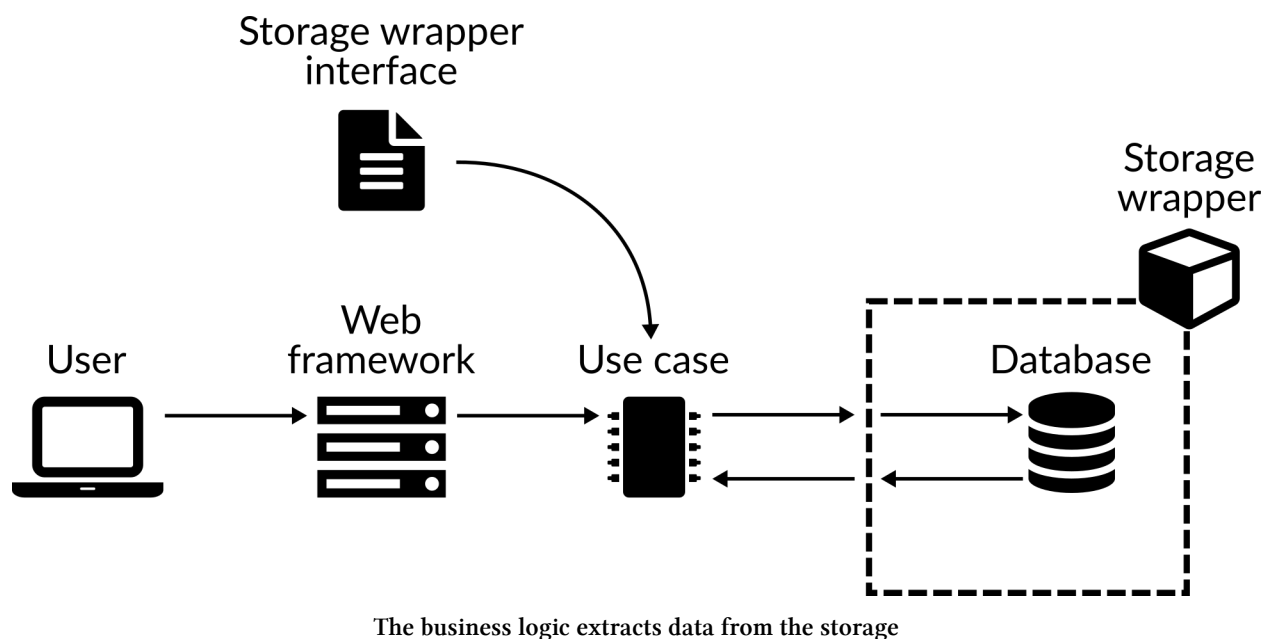 Storage wrapper
interface
Storage
wrapper
Web
framework
User
Use case
Database
The business logic extracts data from the storage